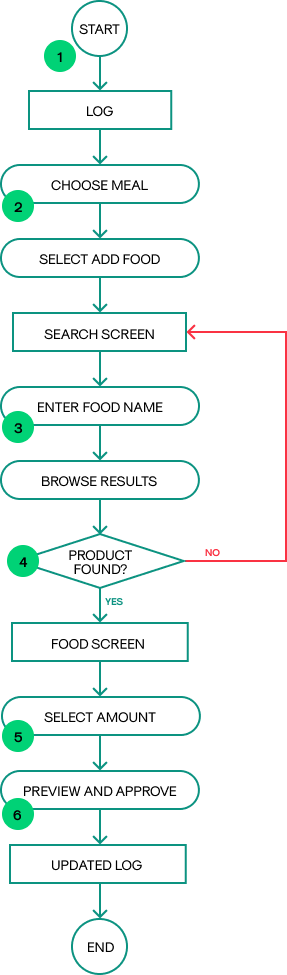 START
1
LOG
CHOOSE MEAL
2
SELECT ADD FOOD
SEARCH SCREEN
ENTER FOOD NAME
3
BROWSE RESULTS
PRODUCT
FOUND?
4
NO
YES
FOOD SCREEN
SELECT AMOUNT
5
PREVIEW AND APPROVE
6
UPDATED LOG
END